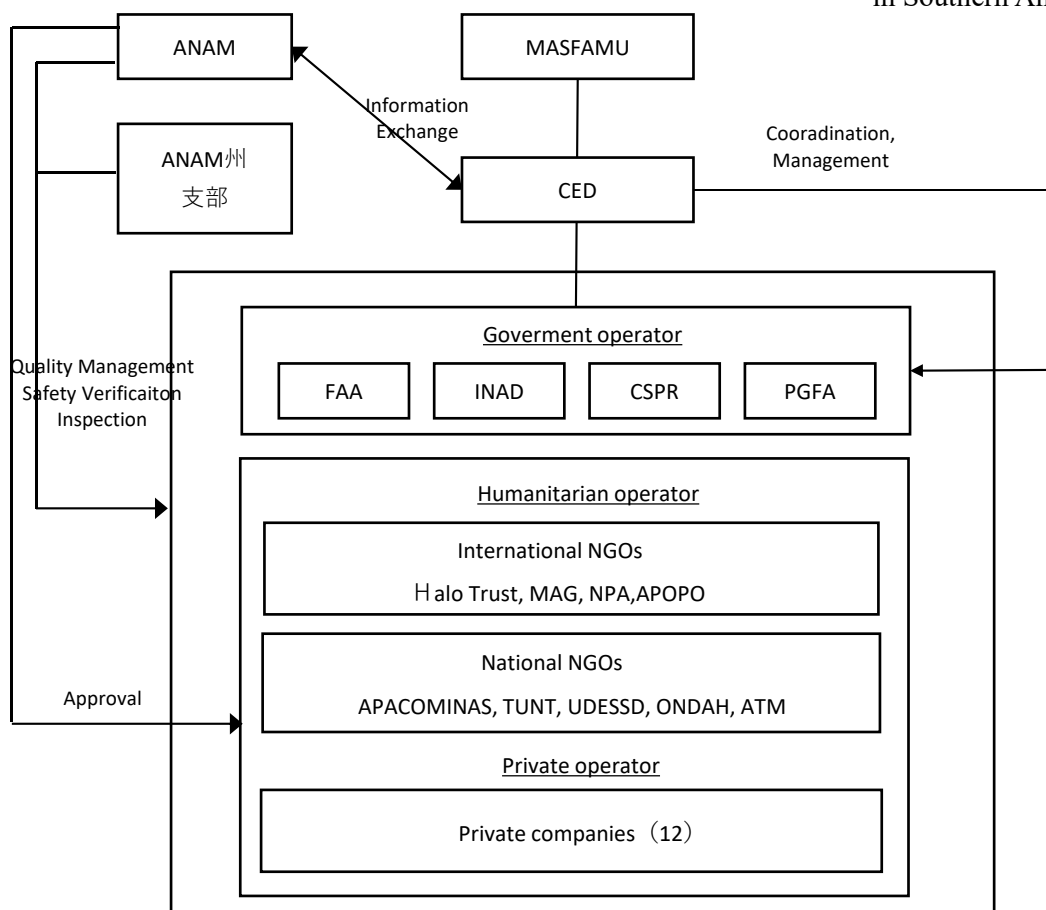 in Southern An
ANAM
MASFAMU
Information
Exchange
Cooradination,
Management
ANAM州
支部
CED
Goverment operator
FAA
INAD
CSPR
PGFA
Quality Management
Safety Verificaiton
Inspection
Humanitarian operator
International NGOs
Halo Trust, MAG, NPA,APOPO
National NGOs
APACOMINAS, TUNT, UDESSD, ONDAH, ATM
Approval
Private operator
Private companies（12）